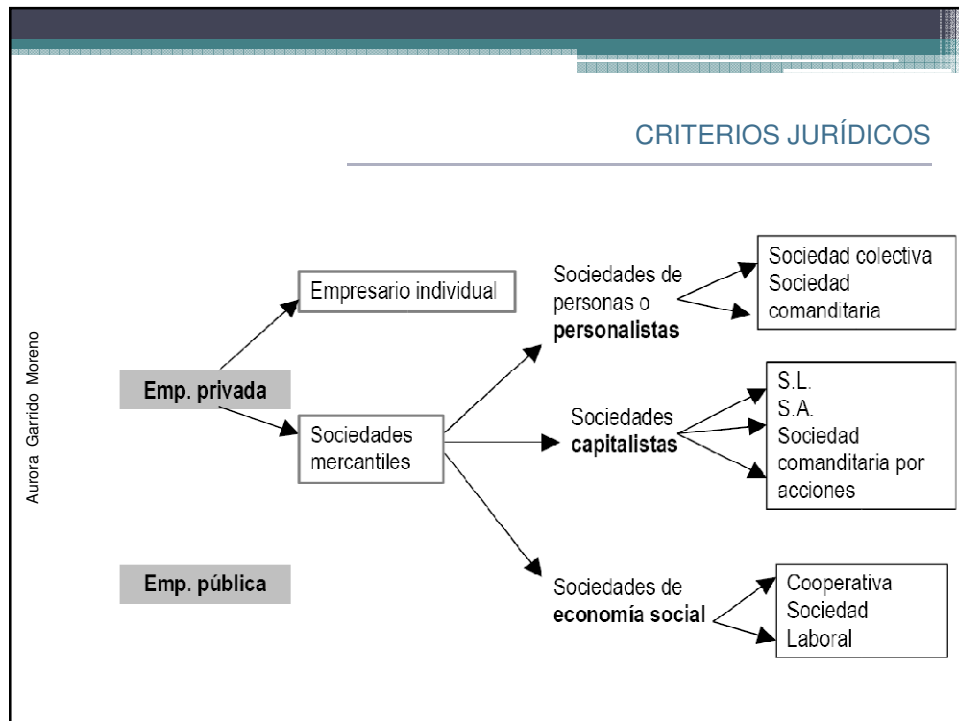 CRITERIOS JURÍDICOS
Aurora Garrido Moreno
Emp. privada
Emp. pública
Empresario individual
Sociedades
mercantiles
Sociedades de
personas o
personalistas
Sociedades
capitalistas
Sociedades de
economía social
Sociedad colectiva
Sociedad
comanditaria
S.L.
S.A.
Sociedad
comanditaria por
acciones
Cooperativa
Sociedad
Laboral